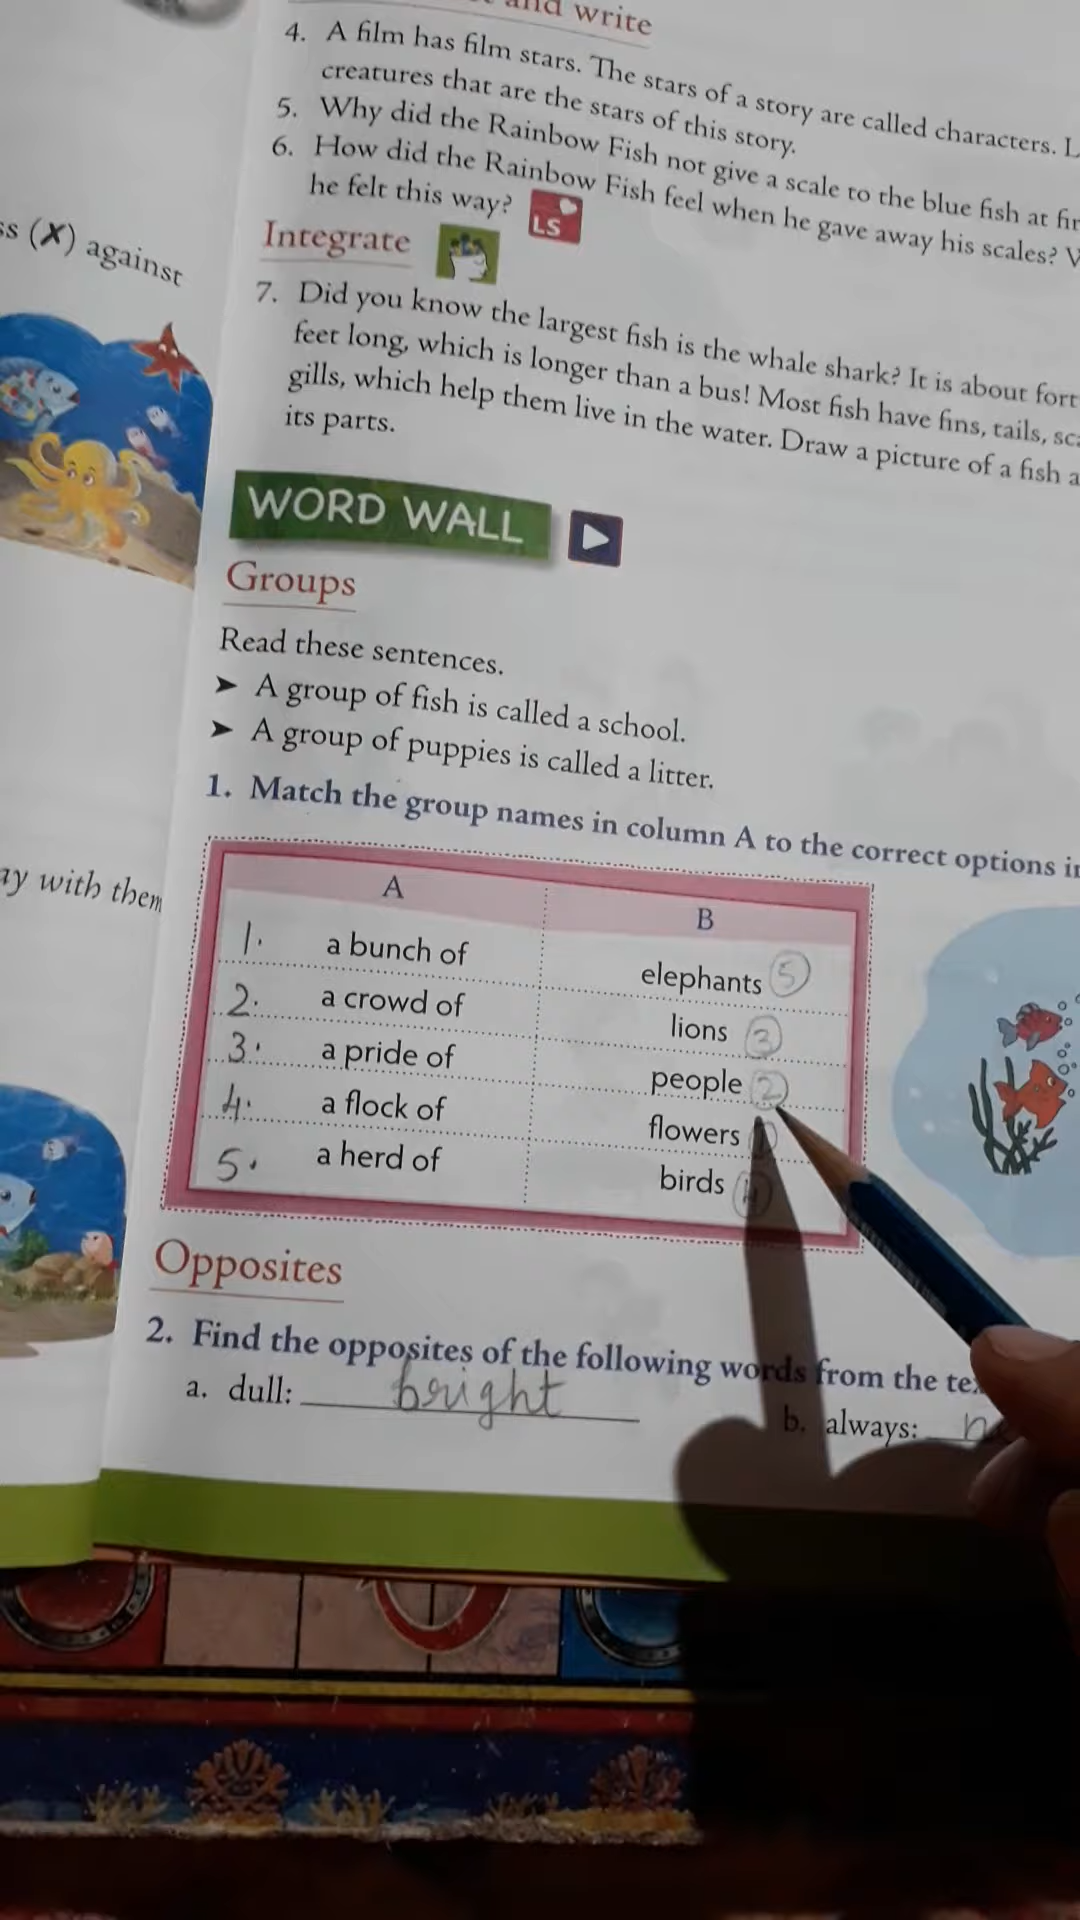 and write
4. A film has film stars. The stars of a story are called characters.
creatures that are the stars of this story.
5. Why did the Rainbow Fish not give a scale to the blue fish at
6. How did the Rainbow Fish feel when he gave away his scales?
he felt this way?
LS
Integrate
7. Did you know the largest fish is the whale shark? It is about
feet long, which is longer than a bus! Most fish have fins, tails,
gills, which help them live in the water. Draw a picture of a fish
its parts.
(X) against
WORD WALL
Groups
Read these sentences.
➤ A group of fish is called a school.
➤ A group of puppies is called a litter.
1. Match the group names in column A to the correct options
with them
A B
1. a bunch of elephants 5
2. a crowd of lions 3
3. a pride of people 2
4. a flock of flowers 1
5. a herd of birds 4
Opposites
2. Find the opposites of the following words from the
a. dull: bright b. always: